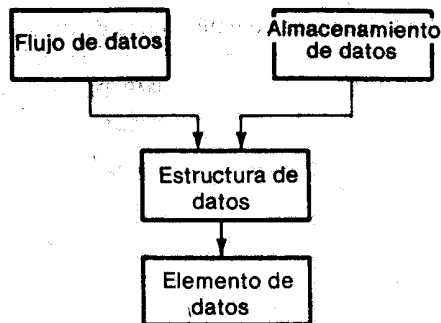 Flujo de datos
Almacenamiento
de datos
Estructura de
datos
Elemento de
datos